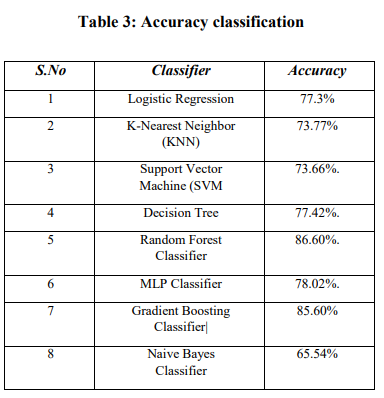 Table 3: Accuracy classification
S.No Classifier Accuracy
1 Logistic Regression 77.3%
2 K-Nearest Neighbor 73.77%
(KNN)
3 Support Vector 73.66%.
Machine (SVM
4 Decision Tree 77.42%.
5 Random Forest 86.60%.
Classifier
6 MLP Classifier 78.02%.
7 Gradient Boosting 85.60%
Classifier|
8 Naive Bayes 65.54%
Classifier